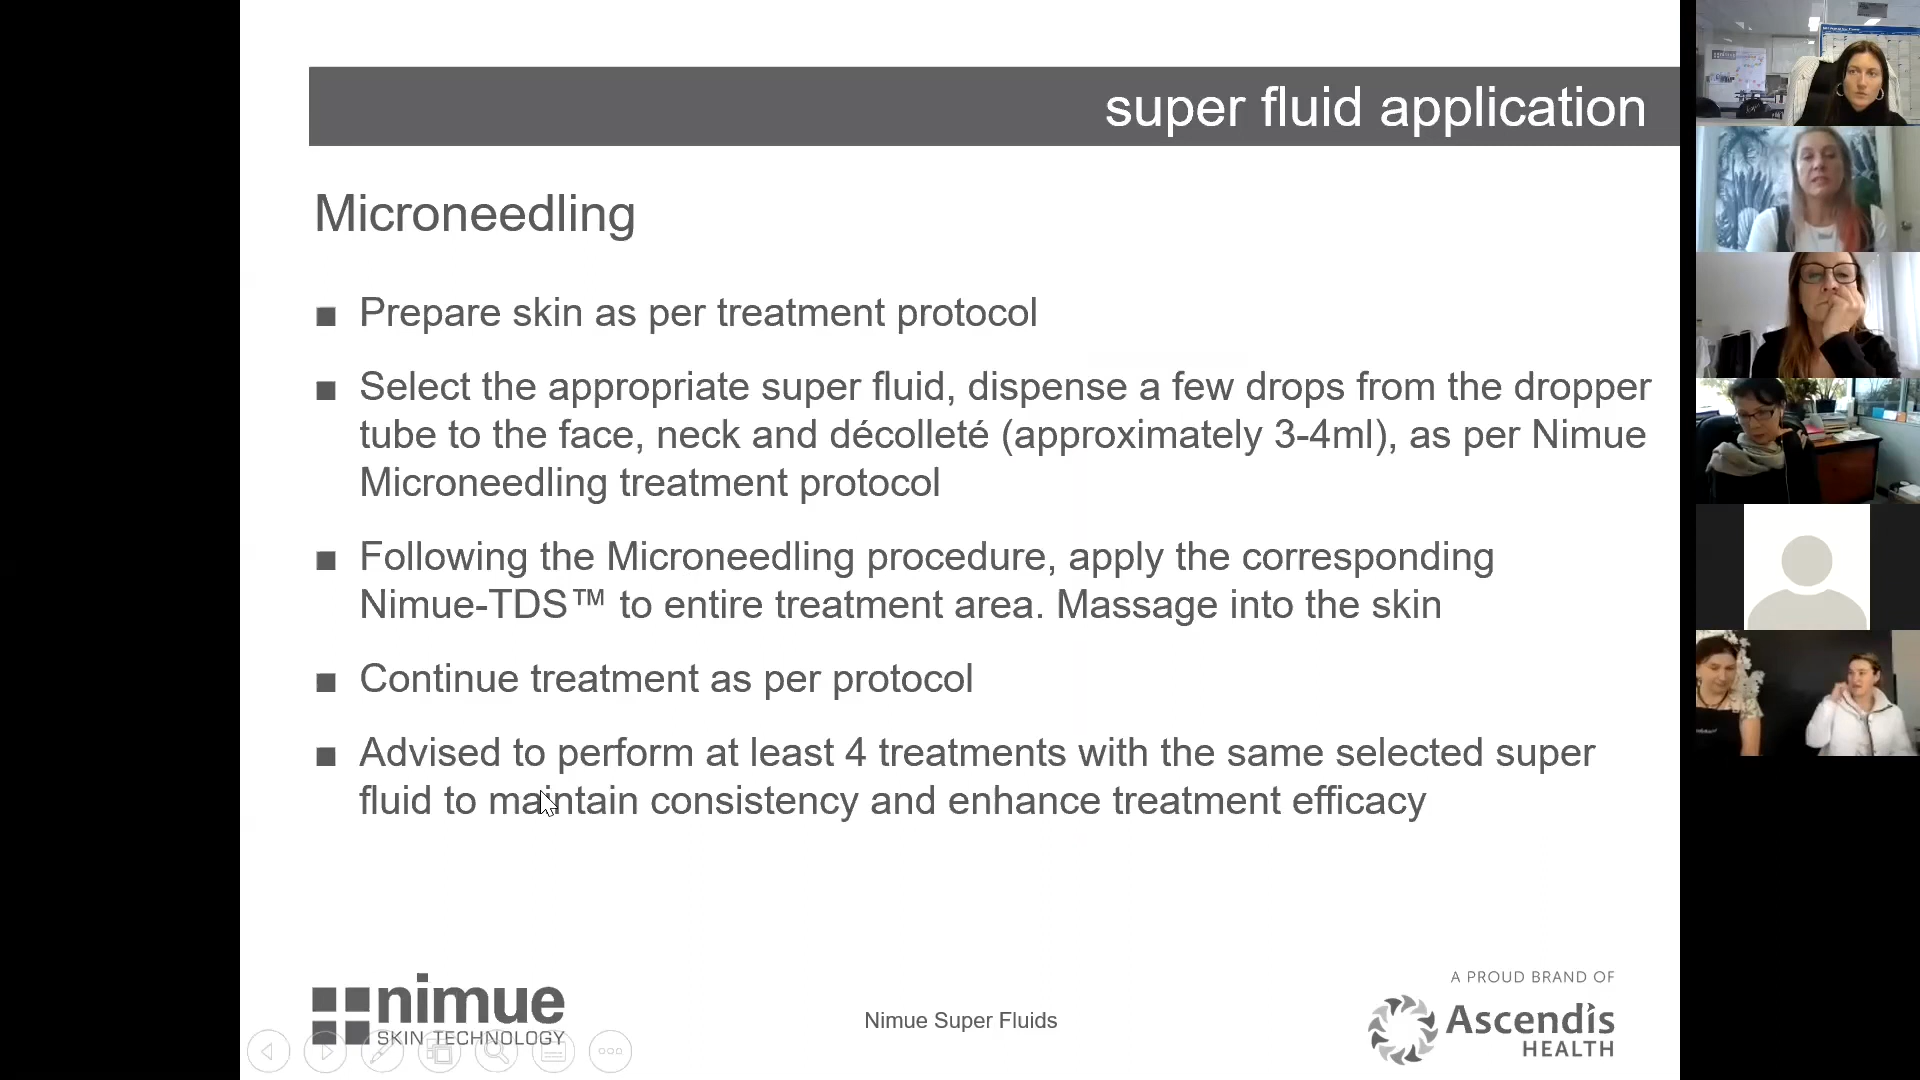 super fluid application
Microneedling
■ Prepare skin as per treatment protocol
■ Select the appropriate super fluid, dispense a few drops from the dropper
tube to the face, neck and décolleté (approximately 3-4ml), as per Nimue
Microneedling treatment protocol
■ Following the Microneedling procedure, apply the corresponding
Nimue-TDS™ to entire treatment area. Massage into the skin
■ Continue treatment as per protocol
■ Advised to perform at least 4 treatments with the same selected super
fluid to maintain consistency and enhance treatment efficacy
nimue
SKIN TECHNOLOGY
Nimue Super Fluids
A PROUD BRAND OF
Ascendis
HEALTH